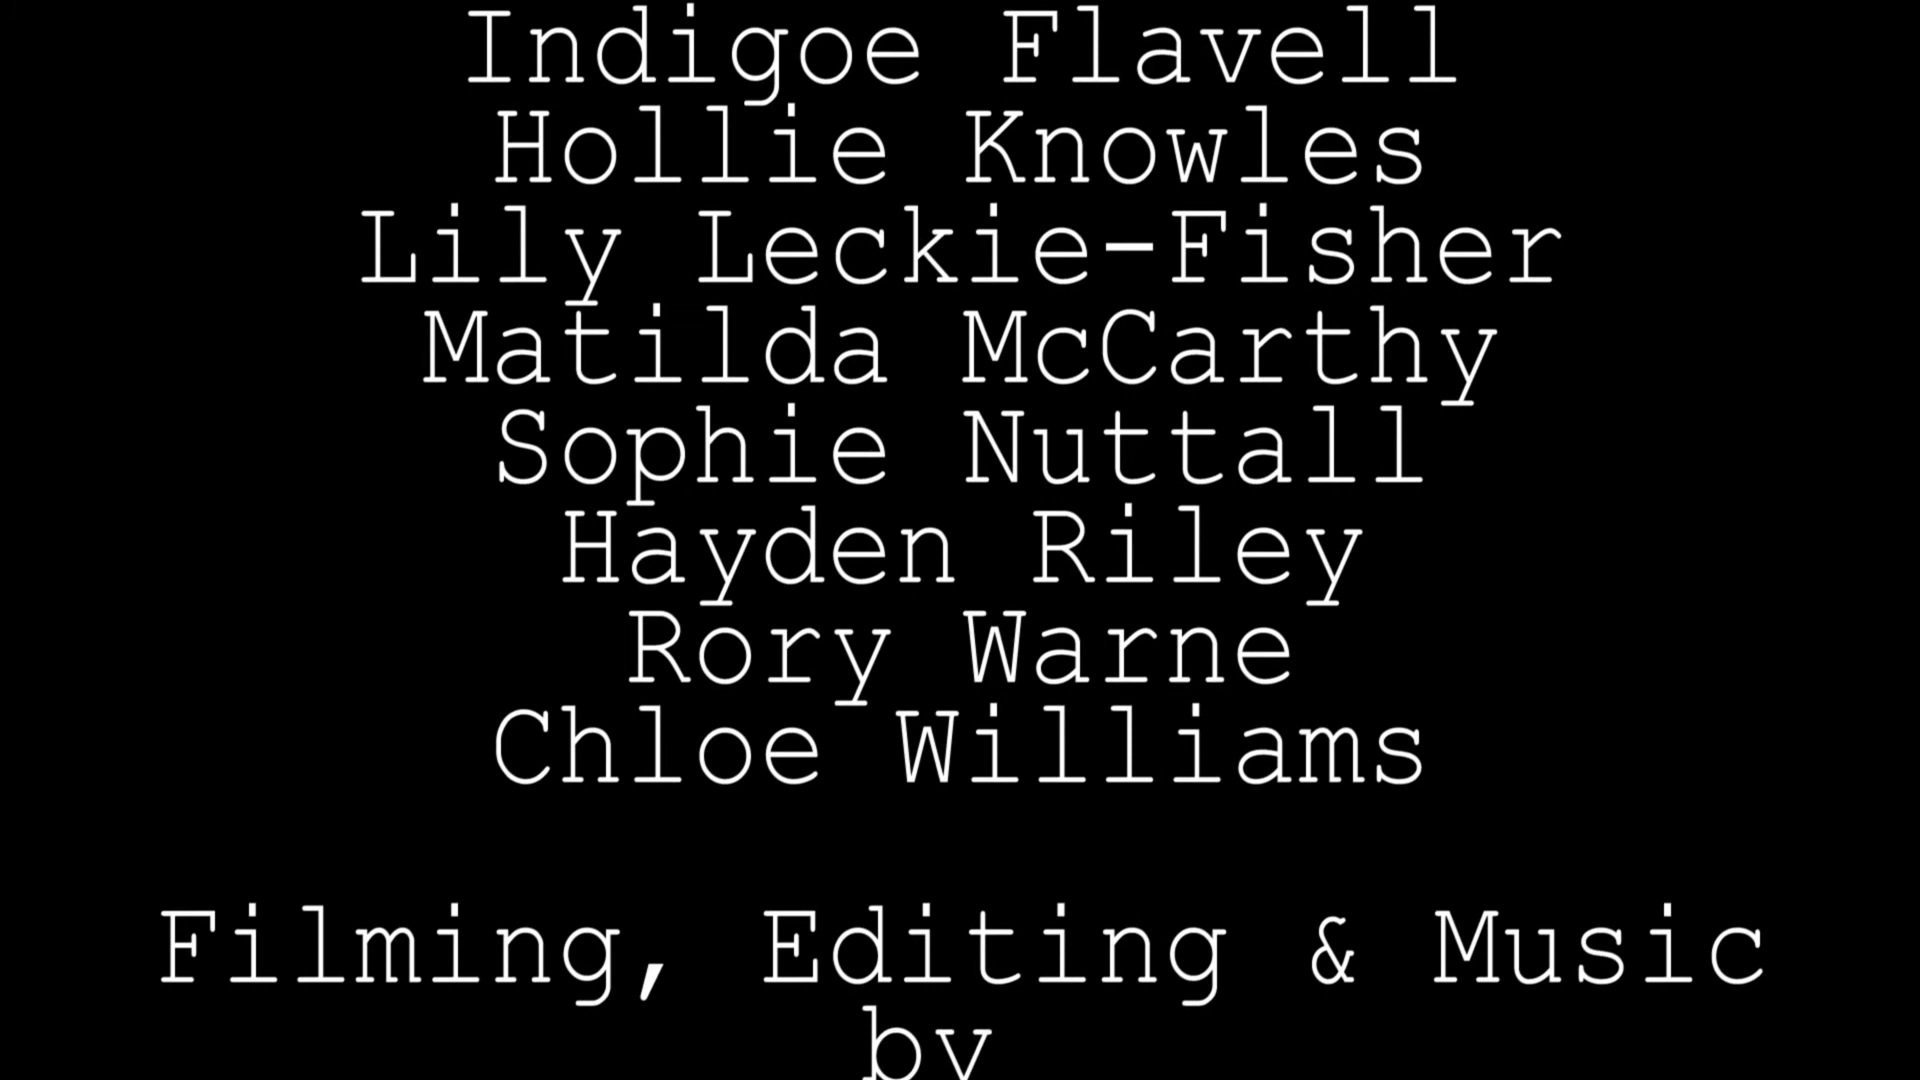 Indigoe Flavell
Hollie Knowles
Lily Leckie-Fisher
Matilda McCarthy
Sophie Nuttall
Hayden Riley
Rory Warne
Chloe Williams
Filming, Editing & Music
by